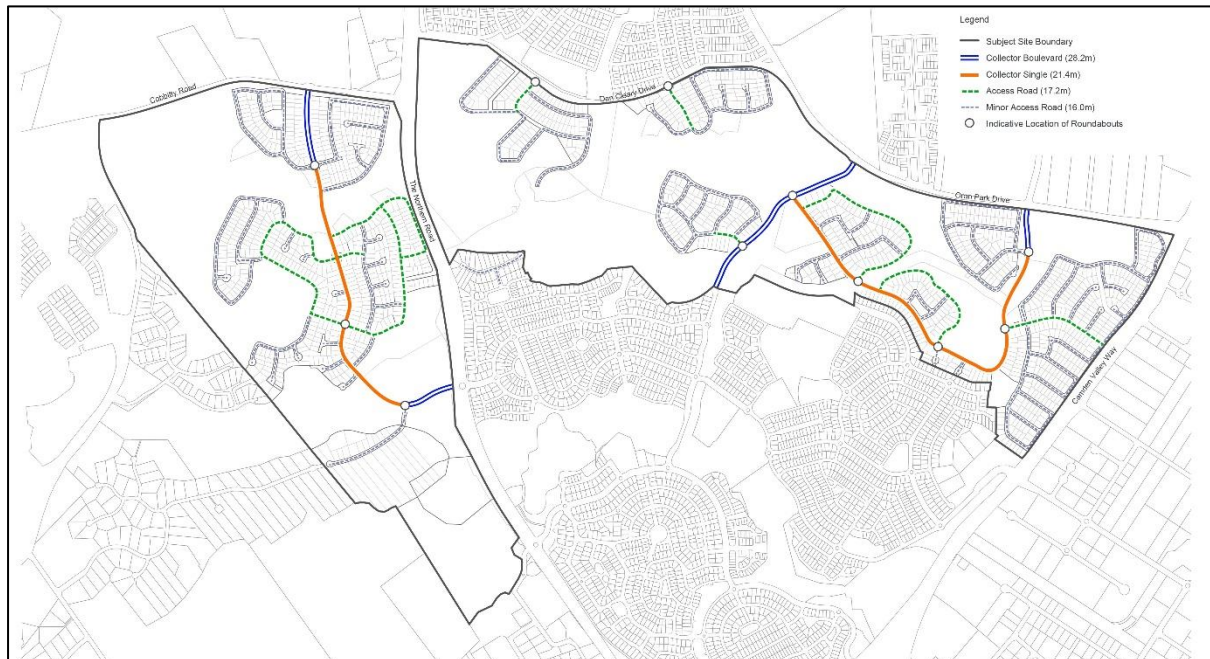 Legend
Subject Site Boundary
Collector Boulevard (28.2m)
Collector Single (21.4m)
Access Road (17.2m)
Minor Access Road (16.0m)
Indicative Location of Roundabouts
Cobbitty Road
Dan Cleary Drive
The Northern Road
Oran Park Drive
Camden Valley Way